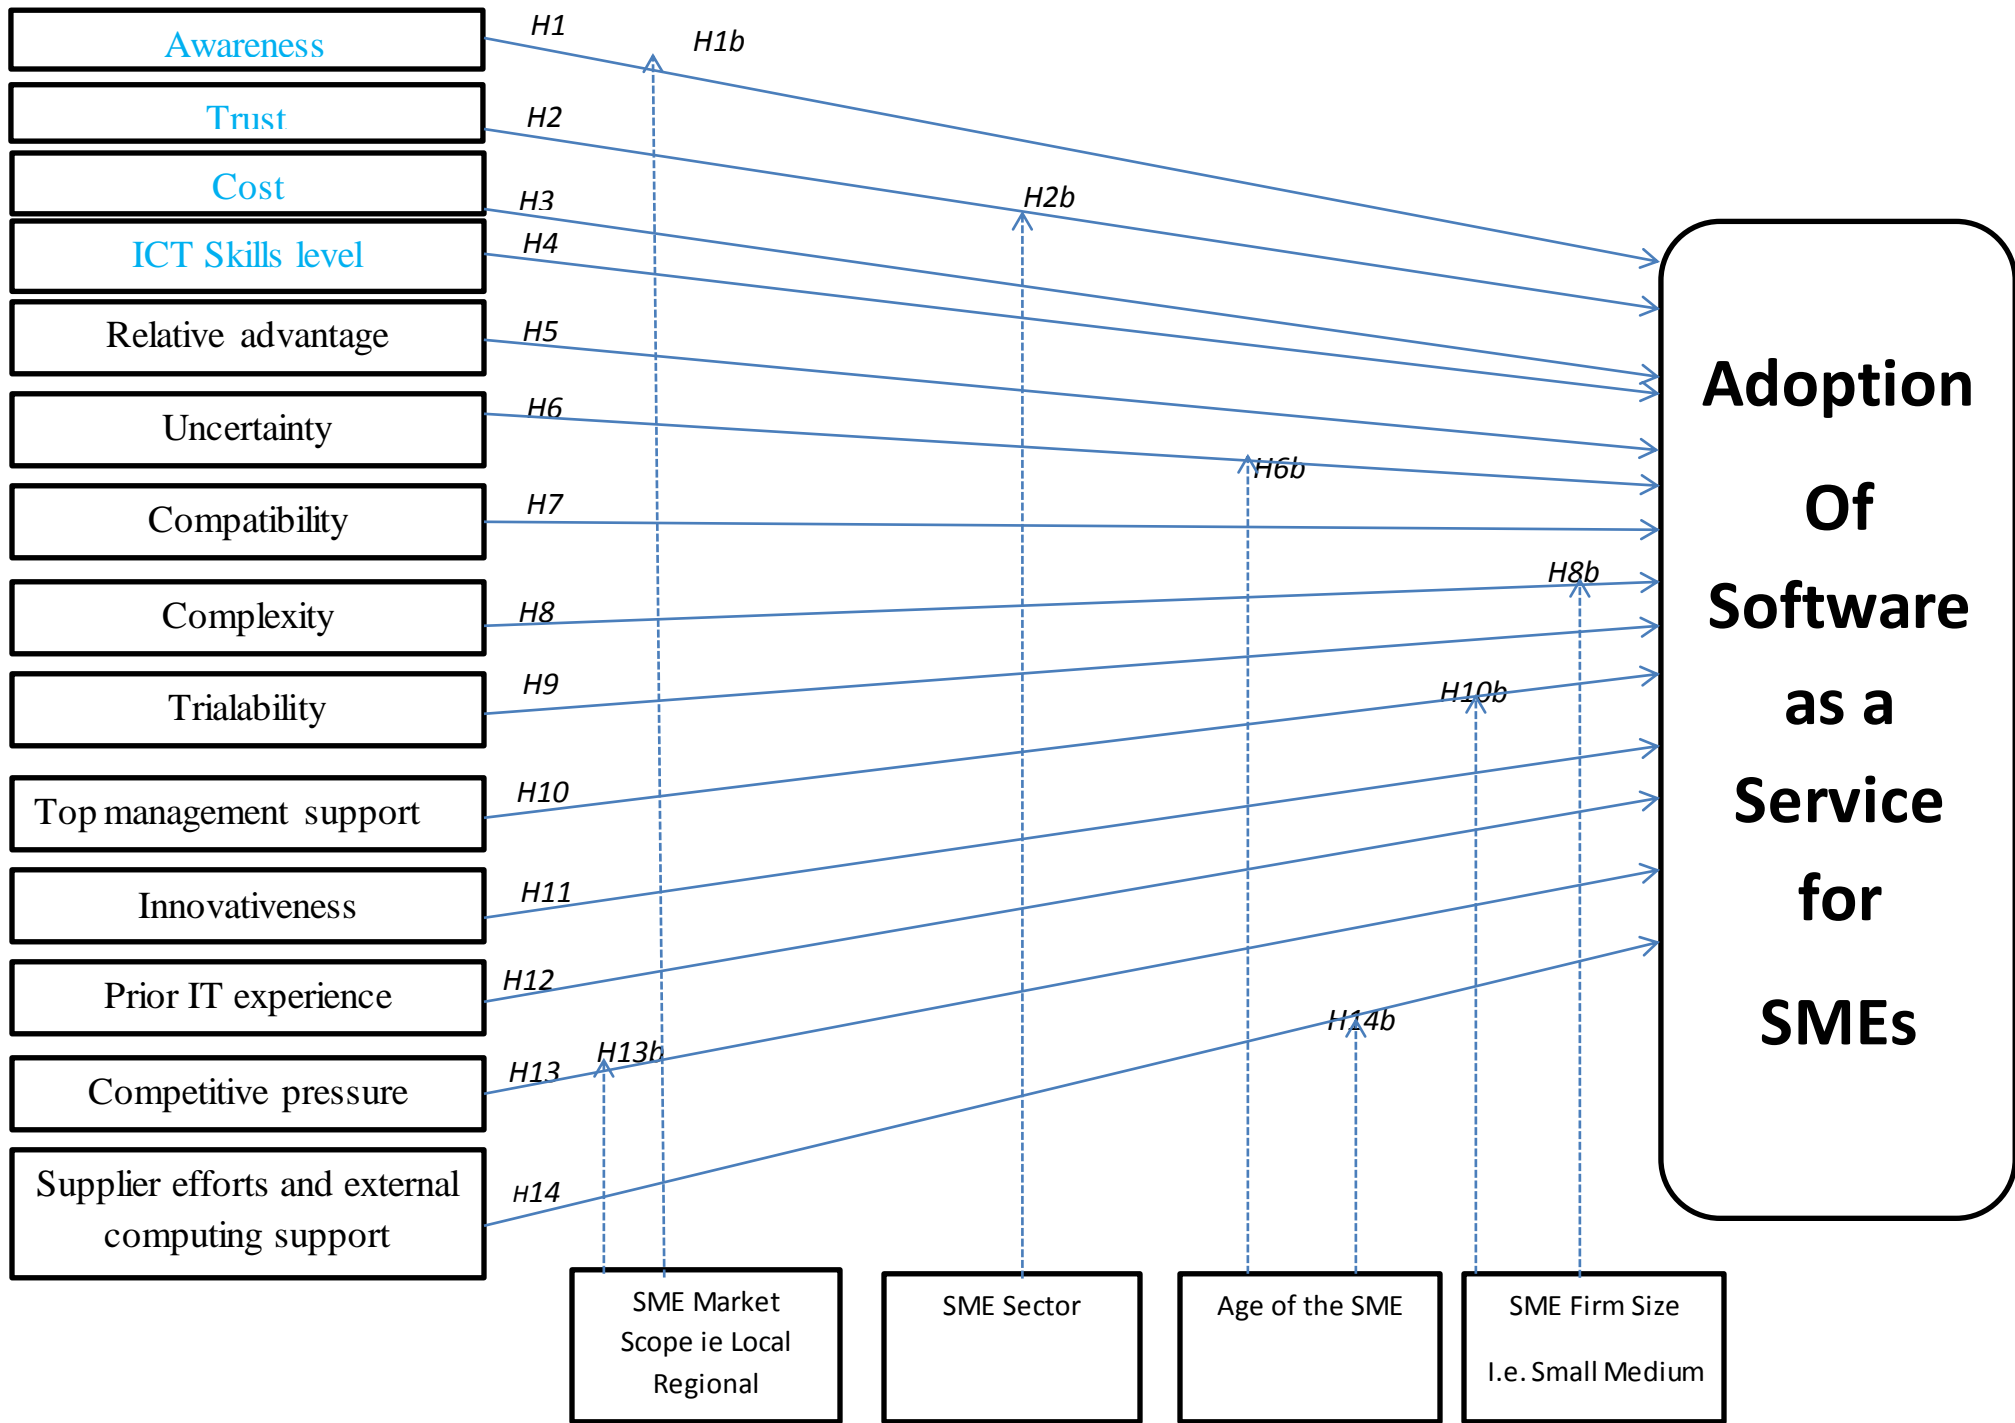 Awareness
Trust
Cost
ICT Skills level
Relative advantage
Uncertainty
Compatibility
Complexity
Trialability
Top management support
Innovativeness
Prior IT experience
Competitive pressure
Supplier efforts and external
computing support
H1
H1b
H2
H2b
H3
H4
H5
H6
H6b
H7
H8
H8b
H9
H10
H10b
H11
H12
H13
H13b
H14
H14b
Adoption
Of
Software
as a
Service
for
SMEs
SME Market
Scope ie Local
Regional
SME Sector
Age of the SME
SME Firm Size
I.e. Small Medium